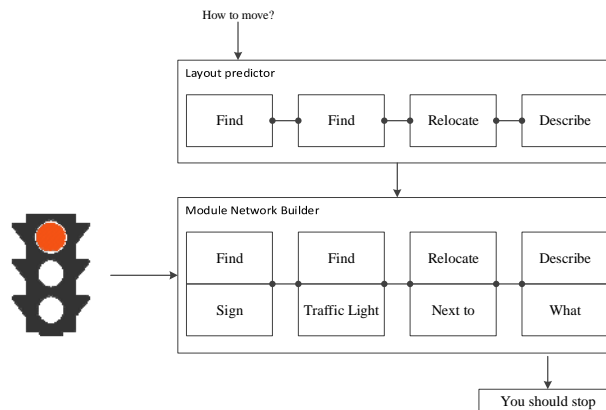 How to move?
Layout predictor
Find Find Relocate Describe
Module Network Builder
Find Find Relocate Describe
Sign Traffic Light Next to What
You should stop